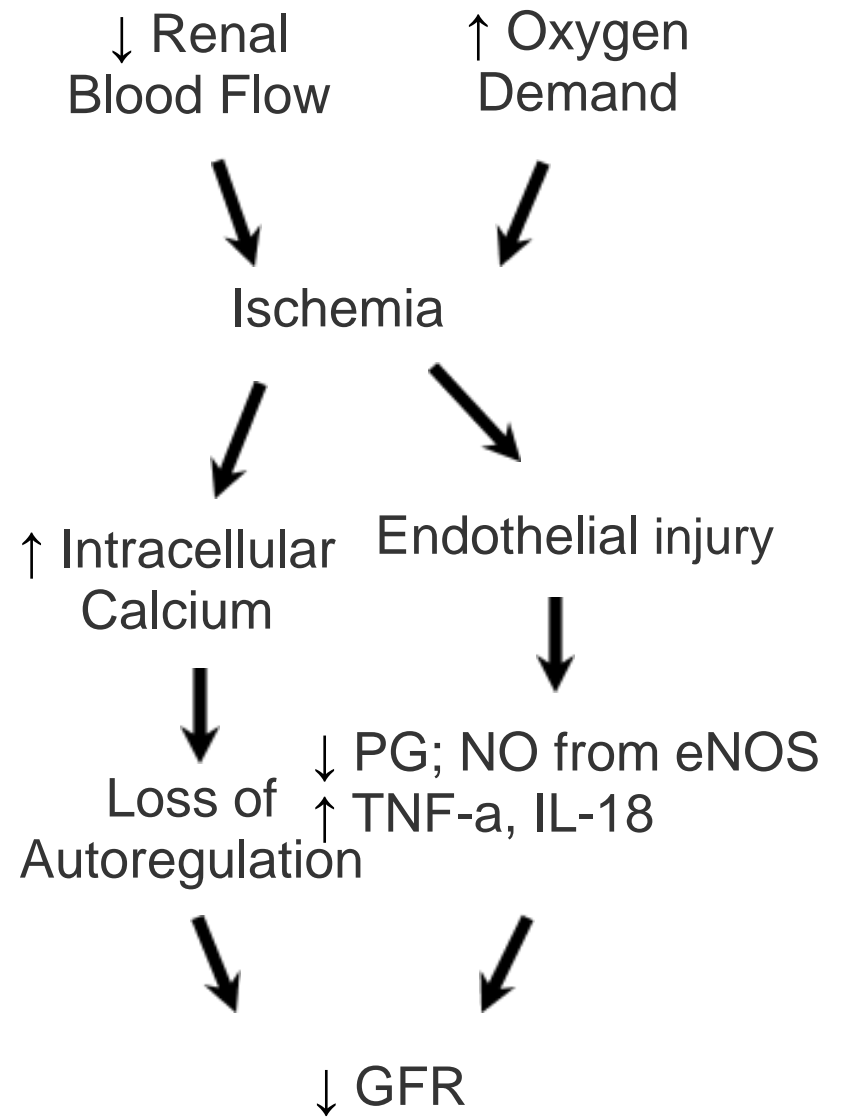 ↓ Renal
Blood Flow
↑ Oxygen
Demand
Ischemia
↑ Intracellular
Calcium
Endothelial injury
Loss of
Autoregulation
↓ PG; NO from eNOS
↑ TNF-a, IL-18
↓ GFR